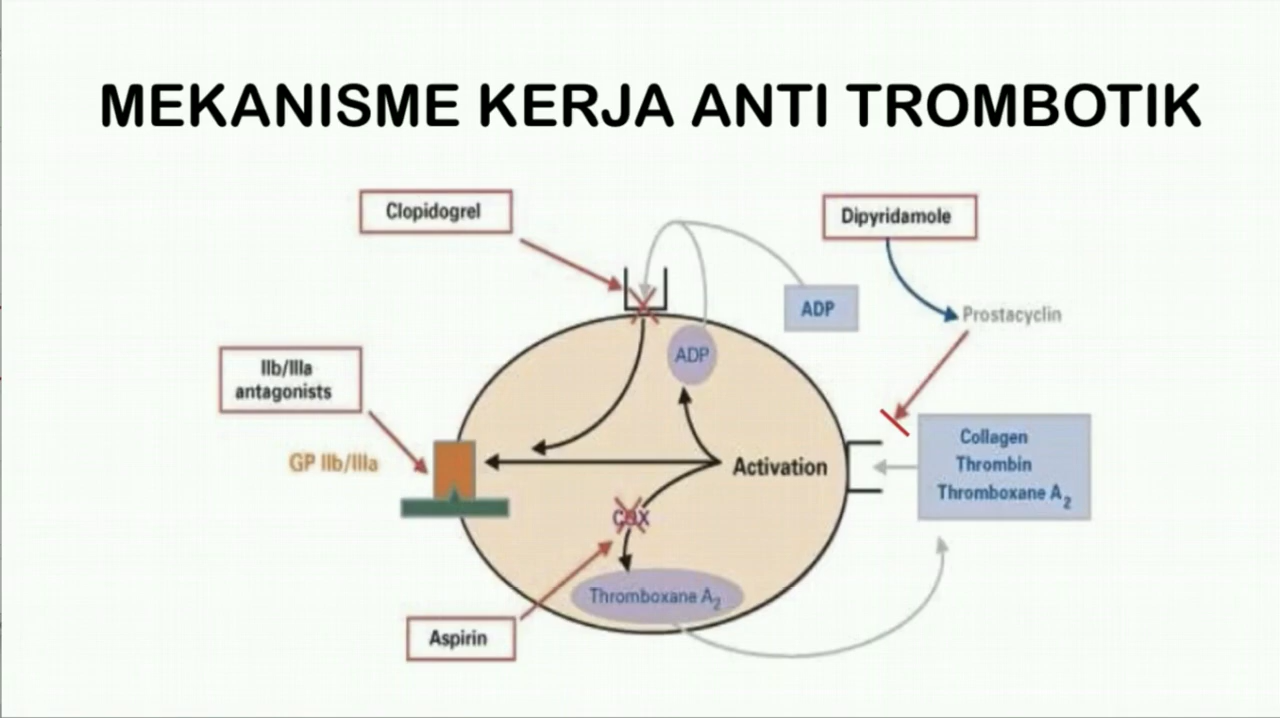 MEKANISME KERJA ANTI TROMBOTIK
Clopidogrel
Dipyridamole
ADP
Prostacyclin
ADP
IIb/IIIa
antagonists
GP IIb/IIIa
Activation
Collagen
Thrombin
Thromboxane A2
COX
Thromboxane A2
Aspirin